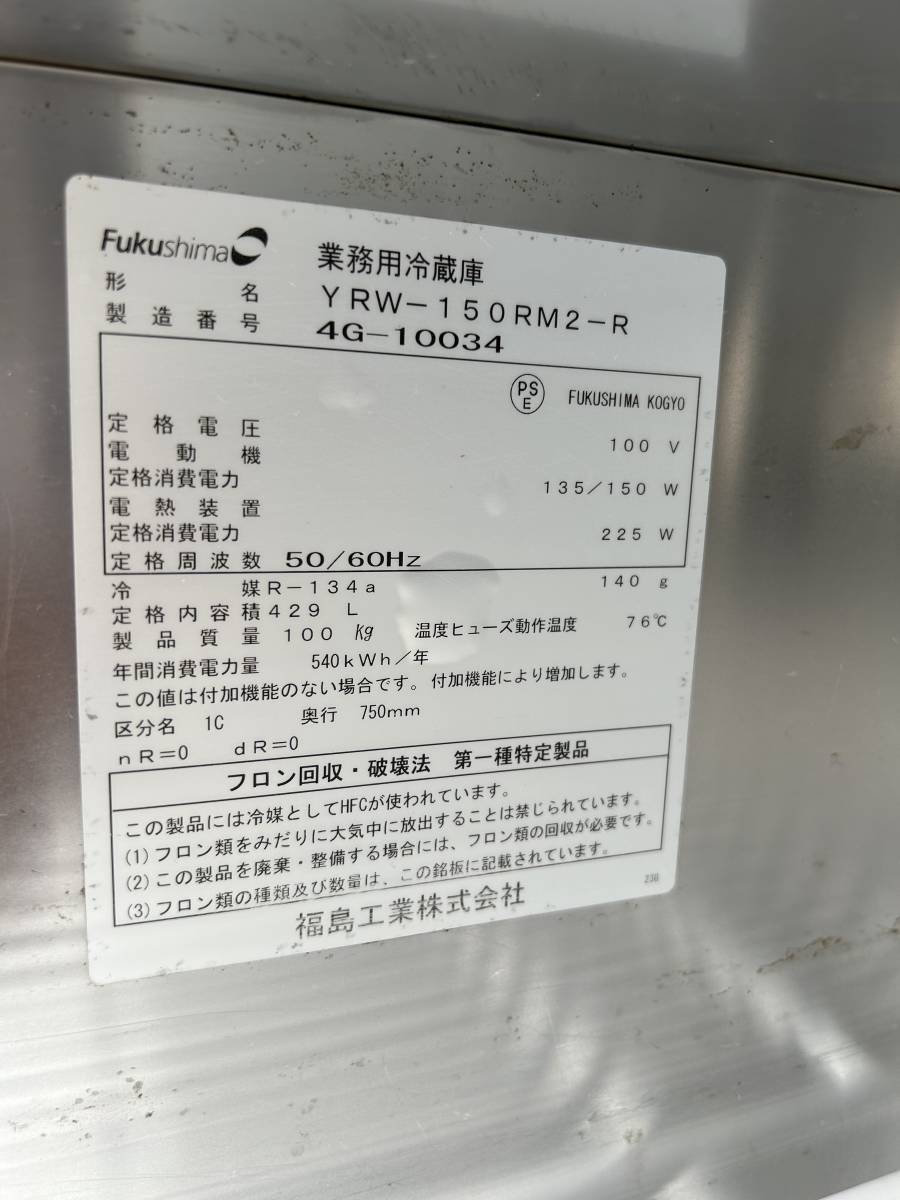 Fukushima 業務用冷蔵庫
形名 YRW-150RM2-R
製造番号 4G-10034
PS E FUKUSHIMA KOGYO
定格電圧 100 V
電動機
定格消費電力 135/150 W
電熱装置
定格消費電力 225 W
定格周波数 50/60Hz
冷媒 R-134a 140 g
定格内容積 429 L
製品質量 100 kg 温度ヒューズ動作温度 76℃
年間消費電力量 540kWh/年
この値は付加機能のない場合です。付加機能により増加します。
区分名 1C 奥行 750mm
nR=0 dR=0
フロン回収・破壊法 第一種特定製品
この製品には冷媒としてHFCが使われています。
(1)フロン類をみだりに大気中に放出することは禁じられています。
(2)この製品を廃棄・整備する場合には、フロン類の回収が必要です。
(3)フロン類の種類及び数量は、この銘板に記載されています。
福島工業株式会社